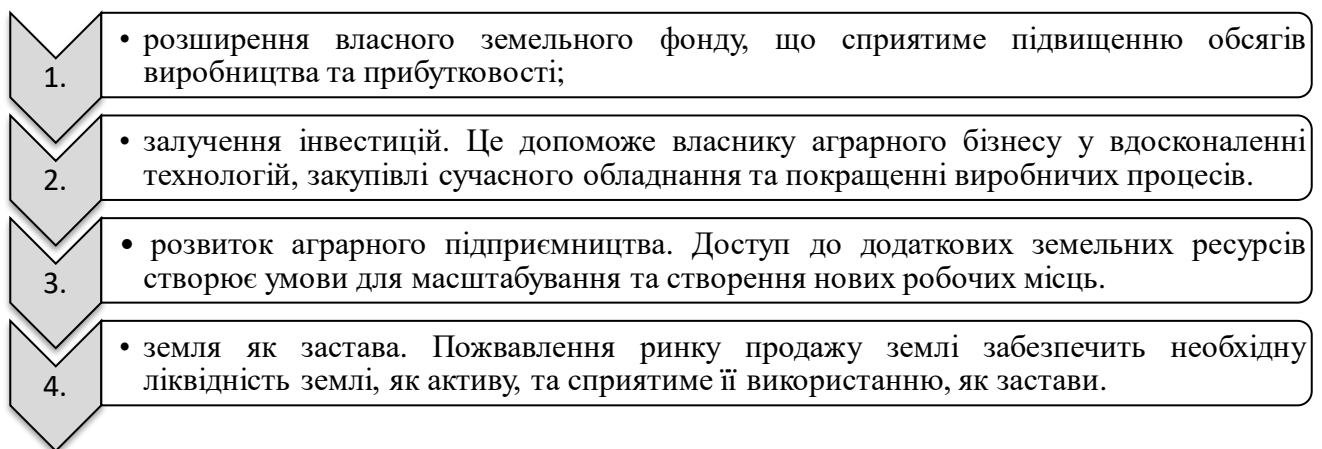 1.
• розширення власного земельного фонду, що сприятиме підвищенню обсягів
виробництва та прибутковості;
2.
• залучення інвестицій. Це допоможе власнику аграрного бізнесу у вдосконаленні
технологій, закупівлі сучасного обладнання та покращенні виробничих процесів.
3.
• розвиток аграрного підприємництва. Доступ до додаткових земельних ресурсів
створює умови для масштабування та створення нових робочих місць.
4.
• земля як застава. Пожвавлення ринку продажу землі забезпечить необхідну
ліквідність землі, як активу, та сприятиме її використанню, як застави.